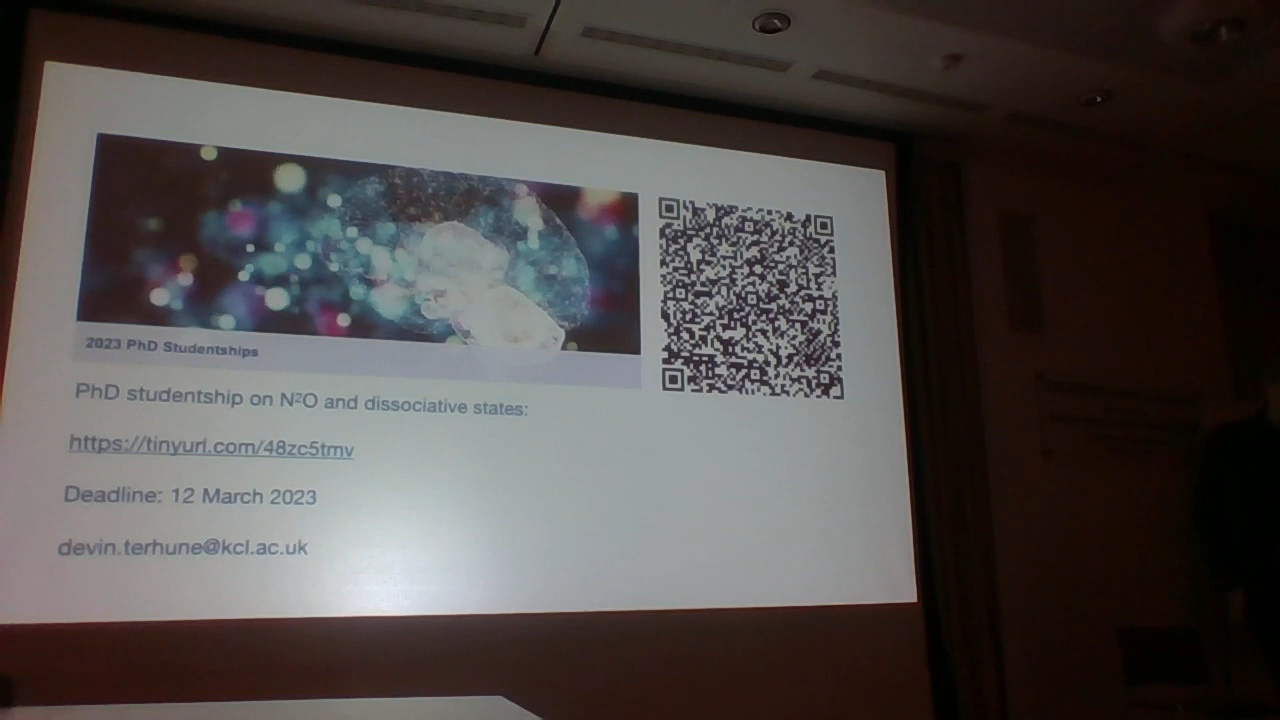 2023 PhD Studentships
PhD studentship on N²O and dissociative states:
https://tinyurl.com/48zc5tmv
Deadline: 12 March 2023
devin.terhune@kcl.ac.uk